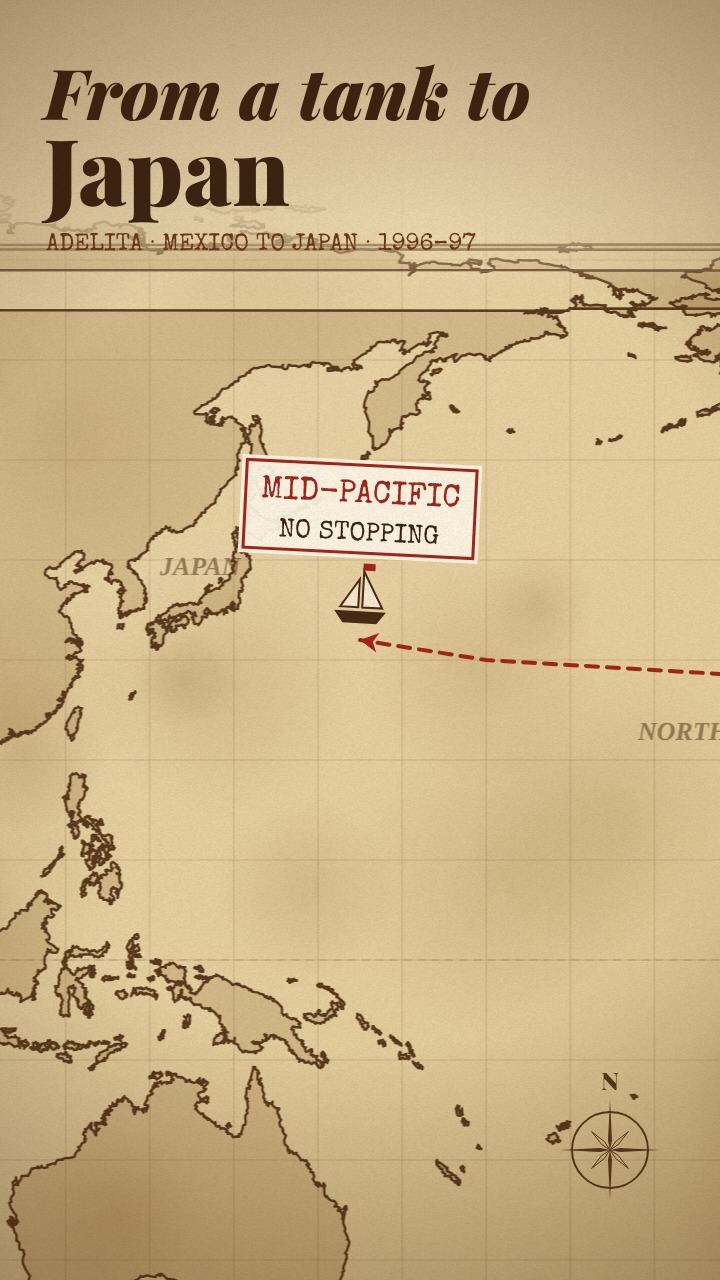 From a tank to
Japan
ADELITA · MEXICO TO JAPAN · 1996–97
MID–PACIFIC
NO STOPPING
JAPAN
NORTH
N